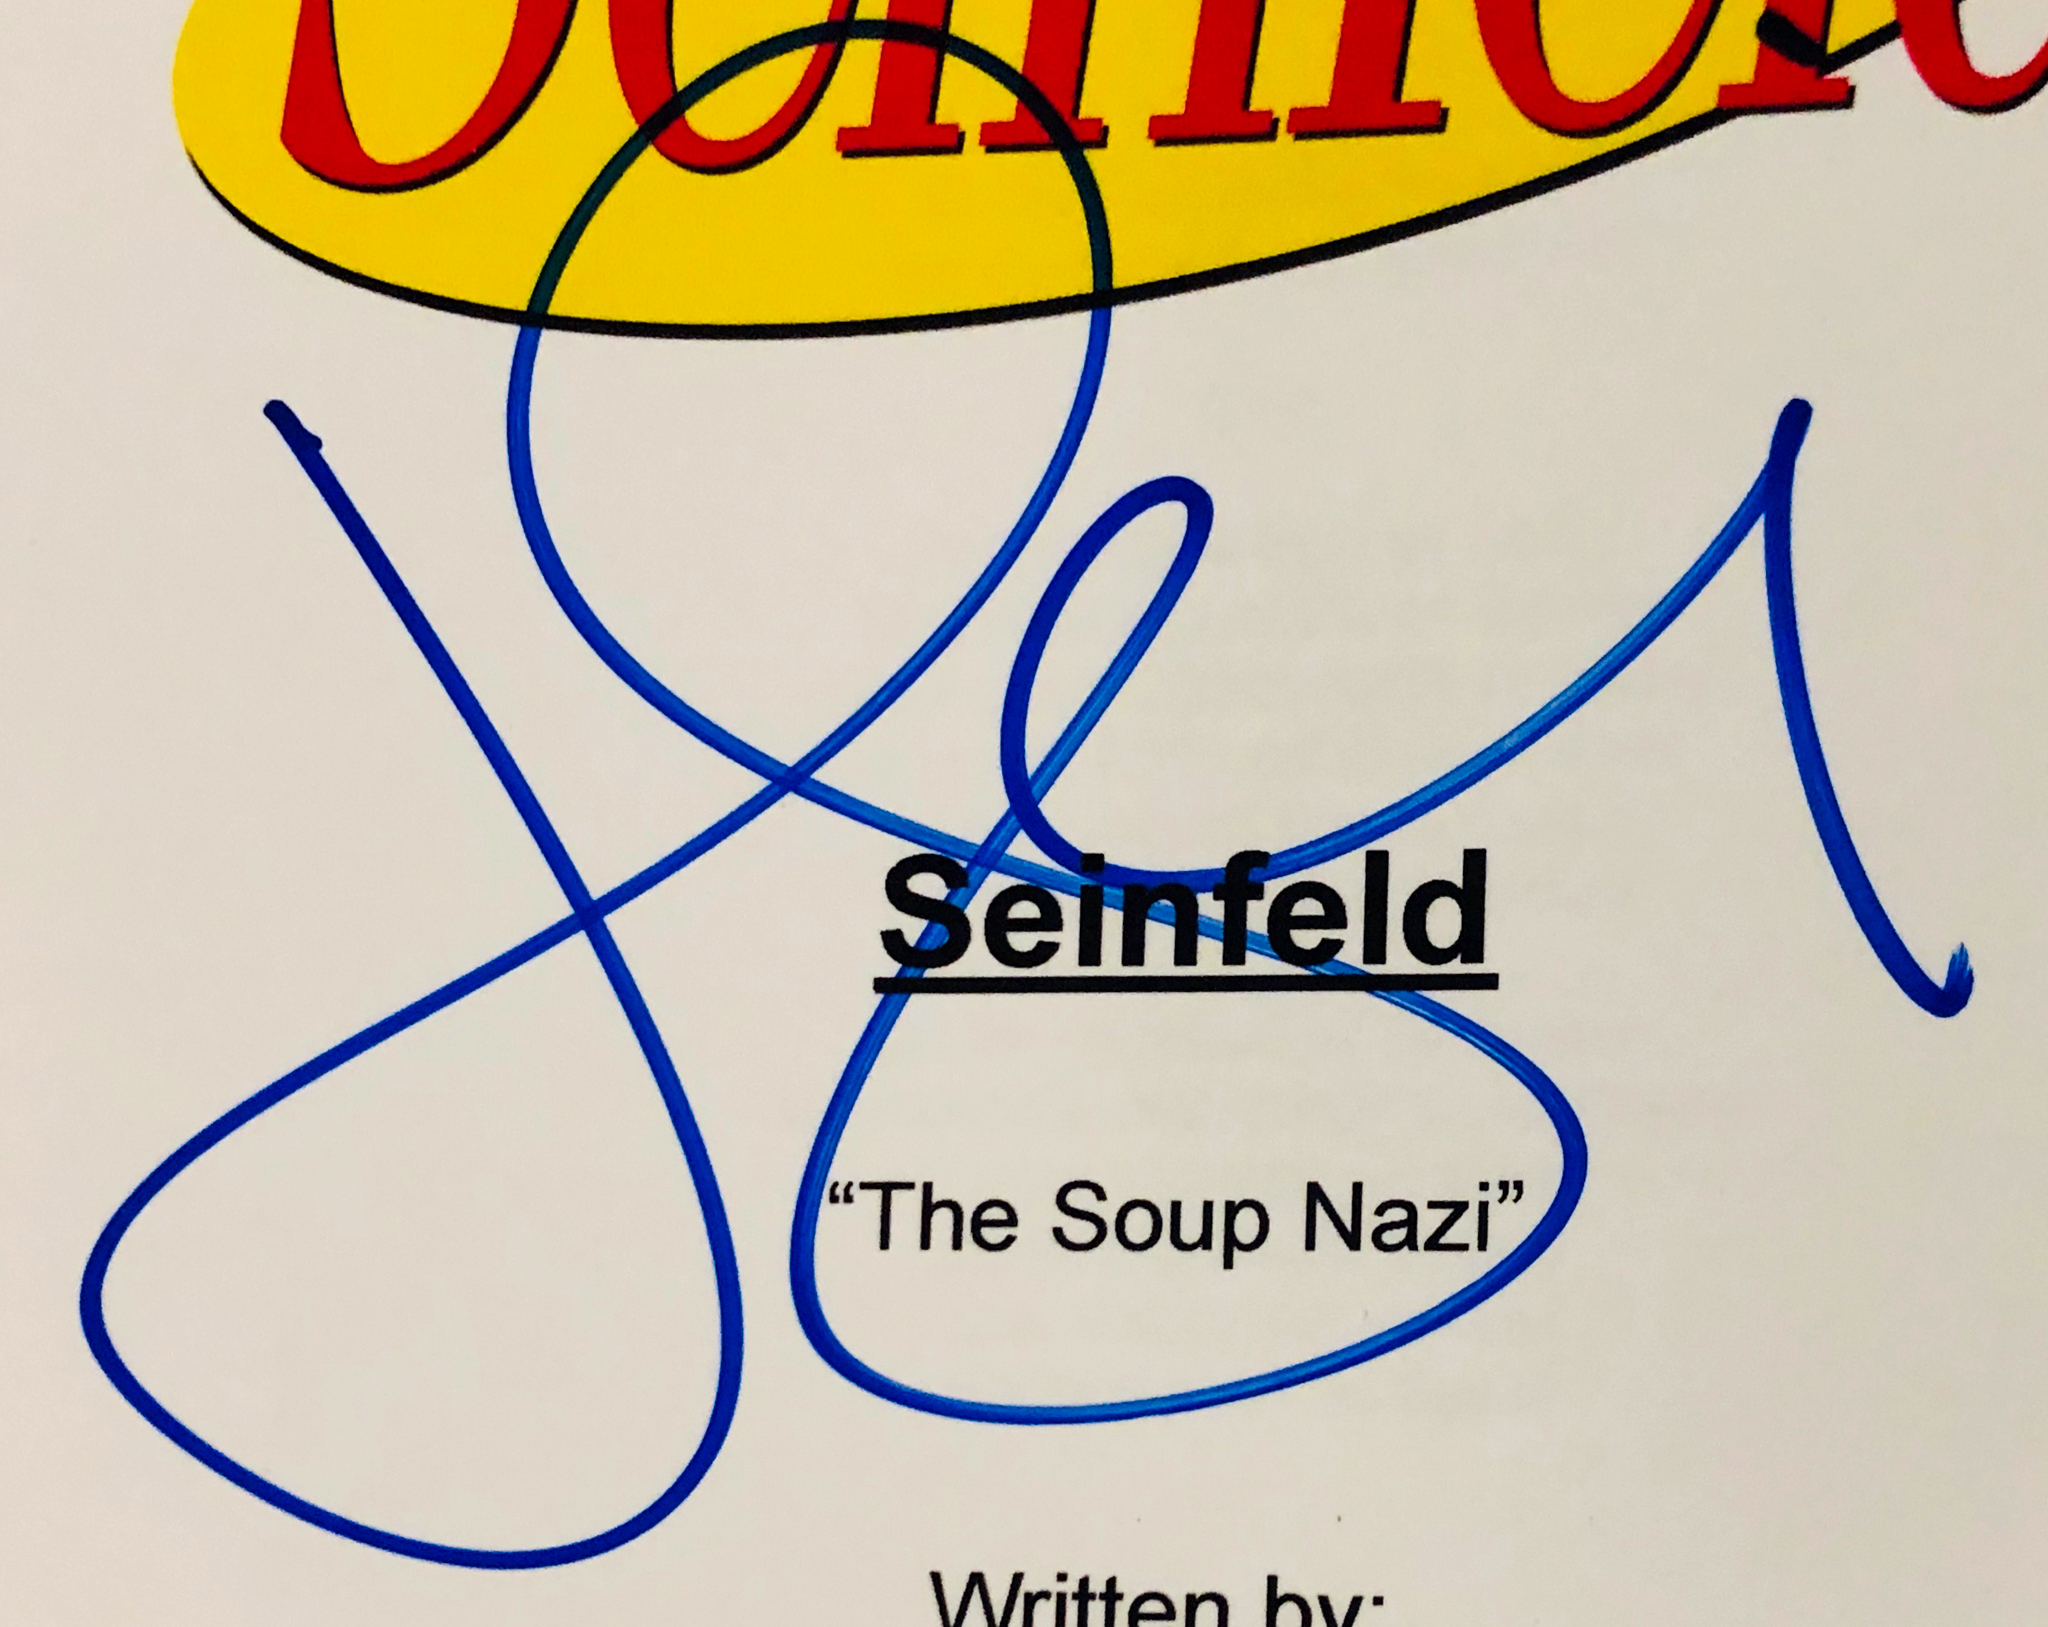 Seinfeld
“The Soup Nazi”
Written by: